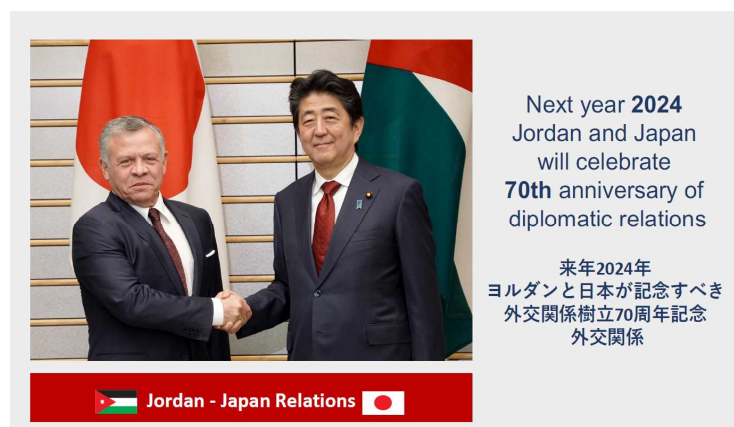 Next year 2024
Jordan and Japan
will celebrate
70th anniversary of
diplomatic relations
来年2024年
ヨルダンと日本が記念すべき
外交関係樹立70周年記念
外交関係
Jordan - Japan Relations